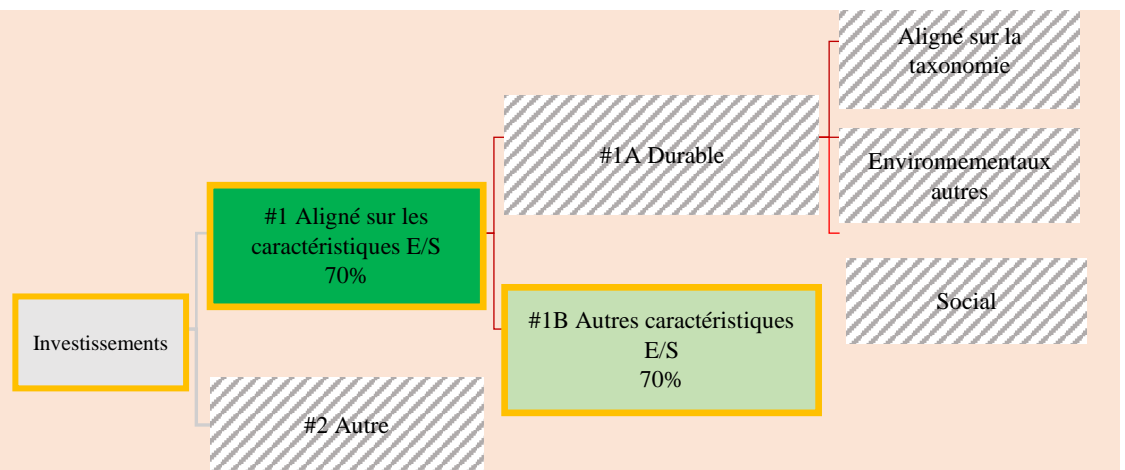 Aligné sur la
taxonomie
#1A Durable
Environnementaux
autres
#1 Aligné sur les
caractéristiques E/S
70%
Social
#1B Autres caractéristiques
E/S
70%
Investissements
#2 Autre